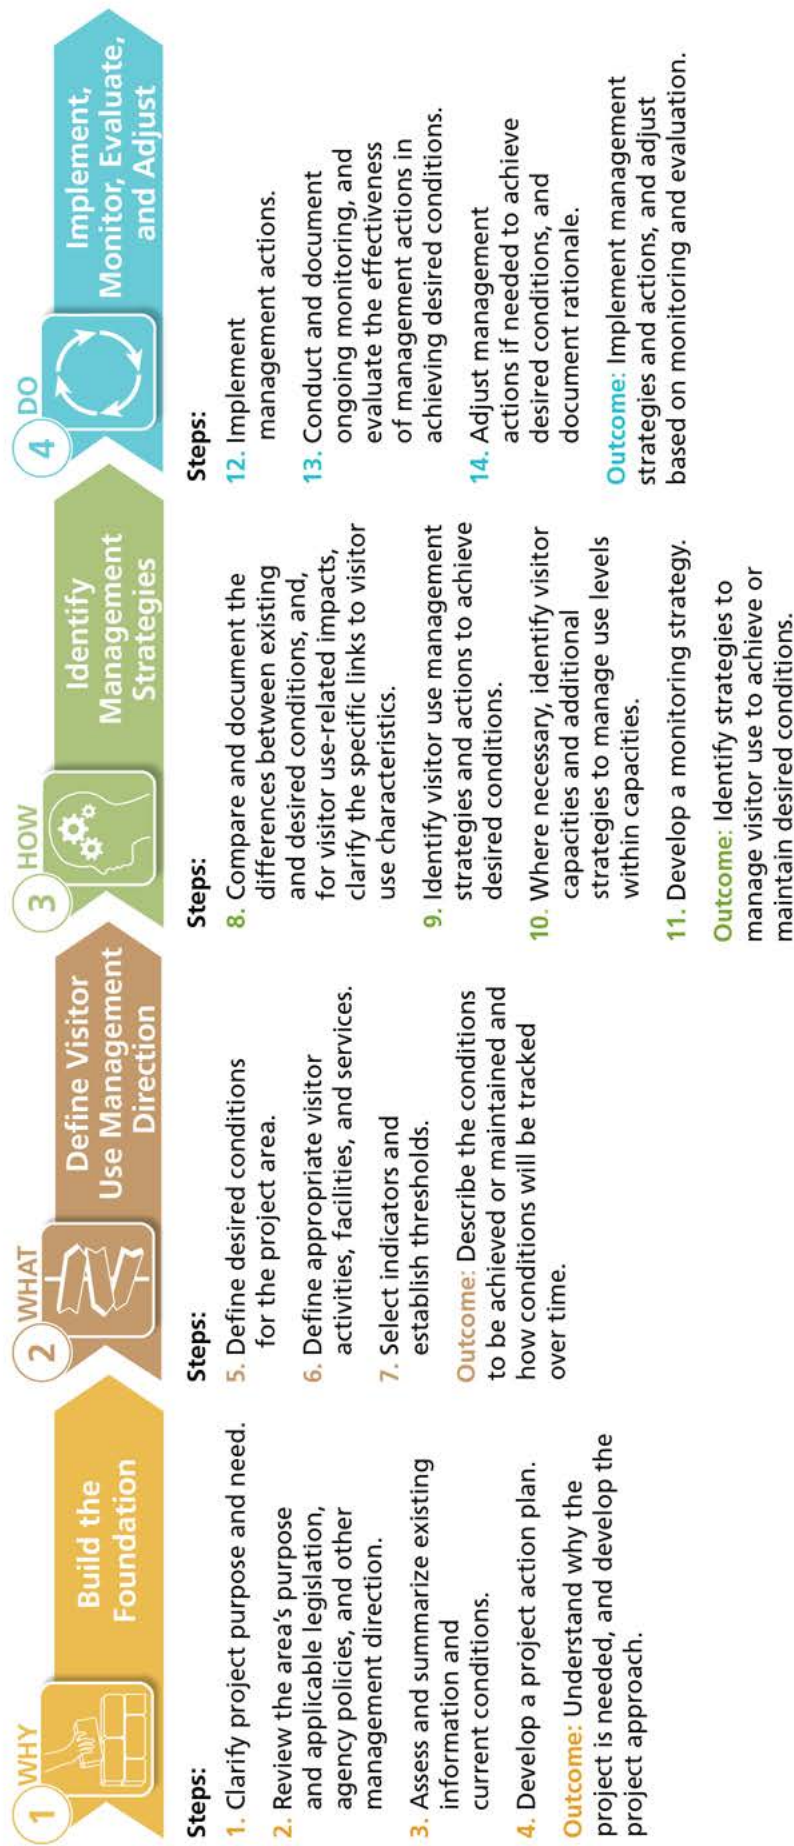 1
WHY
Build the
Foundation
Steps:
1. Clarify project purpose and need.
2. Review the area's purpose
and applicable legislation,
agency policies, and other
management direction.
3. Assess and summarize existing
information and
current conditions.
4. Develop a project action plan.
Outcome: Understand why the
project is needed, and develop the
project approach.
2
WHAT
Define Visitor
Use Management
Direction
Steps:
5. Define desired conditions
for the project area.
6. Define appropriate visitor
activities, facilities, and services.
7. Select indicators and
establish thresholds.
Outcome: Describe the conditions
to be achieved or maintained and
how conditions will be tracked
over time.
3
HOW
Identify
Management
Strategies
Steps:
8. Compare and document the
differences between existing
and desired conditions, and,
for visitor use-related impacts,
clarify the specific links to visitor
use characteristics.
9. Identify visitor use management
strategies and actions to achieve
desired conditions.
10. Where necessary, identify visitor
capacities and additional
strategies to manage use levels
within capacities.
11. Develop a monitoring strategy.
Outcome: Identify strategies to
manage visitor use to achieve or
maintain desired conditions.
4
DO
Implement,
Monitor, Evaluate,
and Adjust
Steps:
12. Implement
management actions.
13. Conduct and document
ongoing monitoring, and
evaluate the effectiveness
of management actions in
achieving desired conditions.
14. Adjust management
actions if needed to achieve
desired conditions, and
document rationale.
Outcome: Implement management
strategies and actions, and adjust
based on monitoring and evaluation.